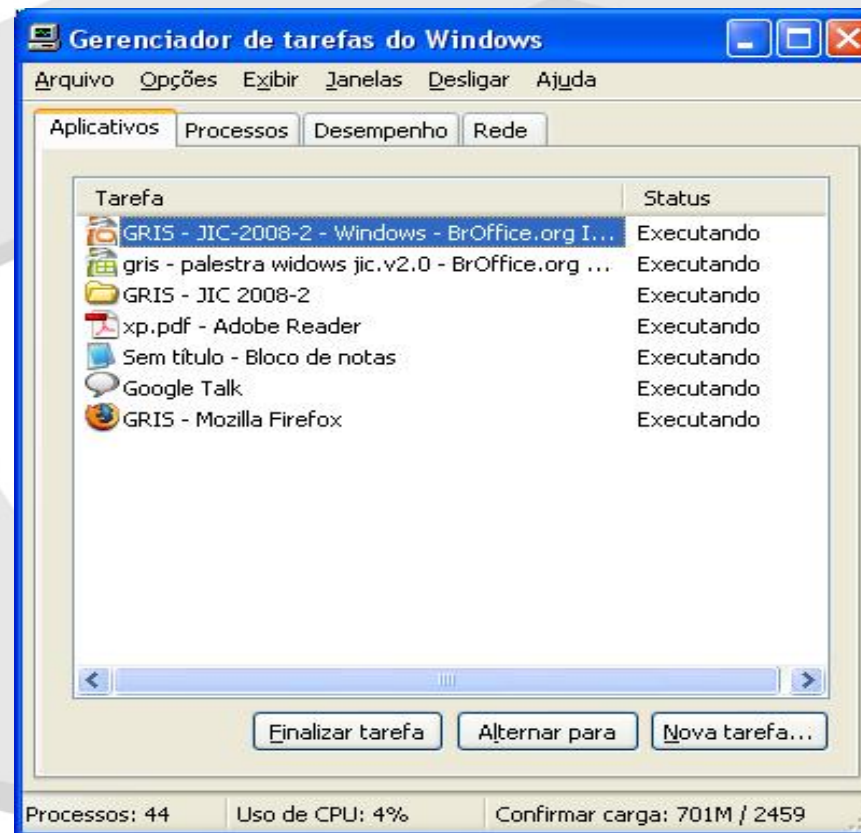 Gerenciador de tarefas do Windows
Arquivo Opções Exibir Janelas Desligar Ajuda
Aplicativos Processos Desempenho Rede
Tarefa Status
GRIS - JIC-2008-2 - Windows - BrOffice.org I... Executando
gris - palestra widows jic.v2.0 - BrOffice.org ... Executando
GRIS - JIC 2008-2 Executando
xp.pdf - Adobe Reader Executando
Sem título - Bloco de notas Executando
Google Talk Executando
GRIS - Mozilla Firefox Executando
Finalizar tarefa Alternar para Nova tarefa...
Processos: 44 Uso de CPU: 4% Confirmar carga: 701M / 2459